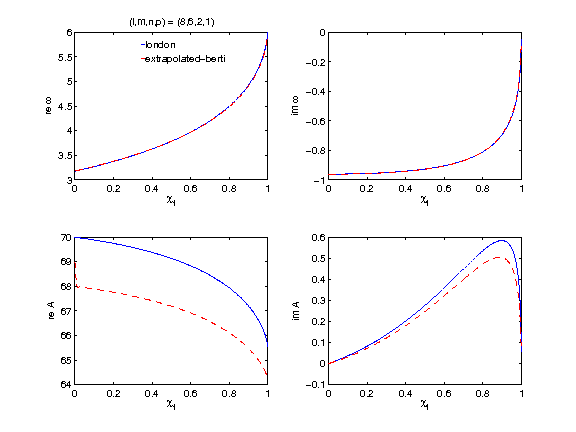 (l,m,n,p) = (8,6,2,1)
london
extrapolated−berti
re ω
6
5.5
5
4.5
4
3.5
3
0 0.2 0.4 0.6 0.8 1
χf
im ω
0
−0.2
−0.4
−0.6
−0.8
−1
0 0.2 0.4 0.6 0.8 1
χf
re A
70
69
68
67
66
65
64
0 0.2 0.4 0.6 0.8 1
χf
im A
0.6
0.5
0.4
0.3
0.2
0.1
0
−0.1
0 0.2 0.4 0.6 0.8 1
χf